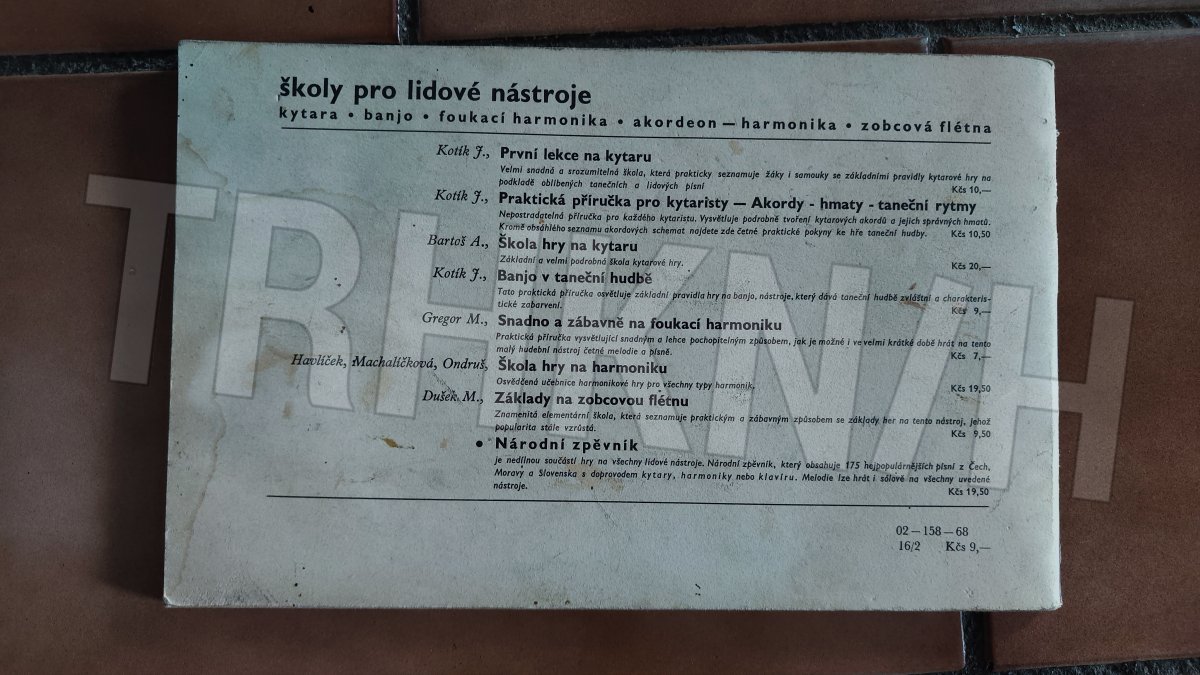 školy pro lidové nástroje
kytara • banjo • foukací harmonika • akordeon — harmonika • zobcová flétna
Kotík J., První lekce na kytaru
Velmi snadná a srozumitelná škola, která prakticky seznamuje žáky i samouky se základními pravidly kytarové hry na
podkladě oblíbených tanečních a lidových písní Kčs 10,—
Kotík J., Praktická příručka pro kytaristy — Akordy - hmaty - taneční rytmy
Nepostradatelná příručka pro každého kytaristu. Vysvětluje podrobně tvoření kytarových akordů a jejich správných hmatů.
Kromě obsáhlého seznamu akordových schemat najdete zde četné praktické pokyny ke hře taneční hudby. Kčs 10,50
Bartoš A., Škola hry na kytaru
Základní a velmi podrobná škola kytarové hry. Kčs 20,—
Kotík J., Banjo v taneční hudbě
Tato praktická příručka osvětluje základní pravidla hry na banjo, nástroje, který dává taneční hudbě zvláštní a charakteris-
tické zabarvení. Kčs 9,—
Gregor M., Snadno a zábavně na foukací harmoniku
Praktická příručka vysvětlující snadným a lehce pochopitelným způsobem, jak je možné i ve velmi krátké době hrát na tento
malý hudební nástroj četné melodie a písně. Kčs 7,—
Havlíček, Machalíčková, Ondruš, Škola hry na harmoniku
Osvědčená učebnice harmonikové hry pro všechny typy harmonik. Kčs 19,50
Dušek M., Základy na zobcovou flétnu
Znamenitá elementární škola, která seznamuje praktickým a zábavným způsobem se základy her na tento nástroj, jehož
popularita stále vzrůstá. Kčs 9,50
• Národní zpěvník
je nedílnou součástí hry na všechny lidové nástroje. Národní zpěvník, který obsahuje 175 nejpopulárnějších písní z Čech,
Moravy a Slovenska s doprovodem kytary, harmoniky nebo klavíru. Melodie lze hrát i sólově na všechny uvedené
nástroje. Kčs 19,50
02—158—68
16/2 Kčs 9,—
TRHKNIH